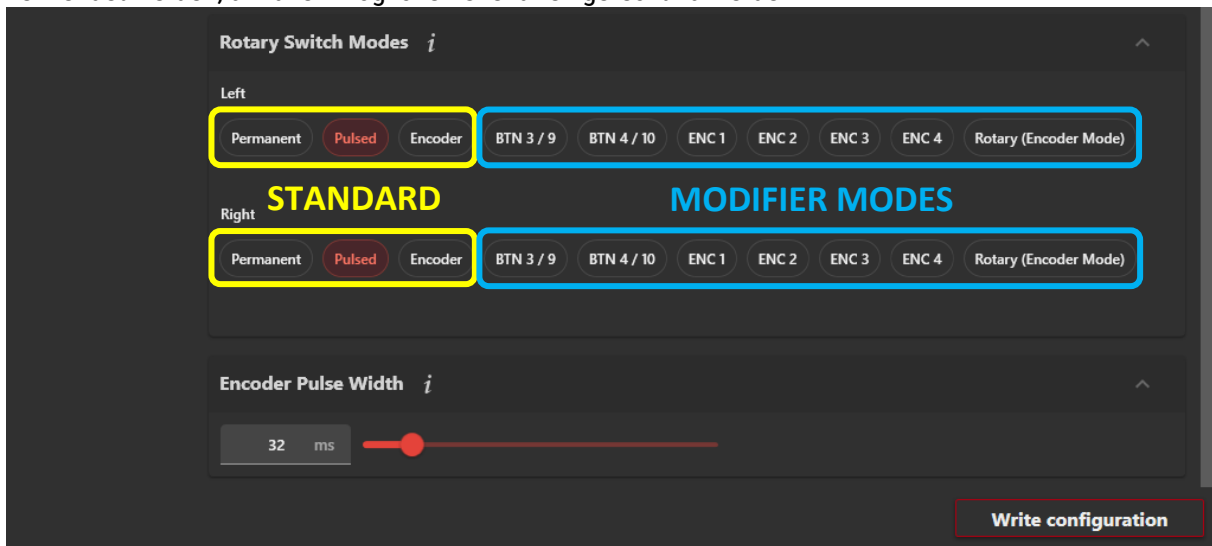 Rotary Switch Modes i
Left
Permanent Pulsed Encoder BTN 3 / 9 BTN 4 / 10 ENC 1 ENC 2 ENC 3 ENC 4 Rotary (Encoder Mode)
STANDARD MODIFIER MODES
Right
Permanent Pulsed Encoder BTN 3 / 9 BTN 4 / 10 ENC 1 ENC 2 ENC 3 ENC 4 Rotary (Encoder Mode)
Encoder Pulse Width i
32 ms
Write configuration